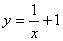 y = 1/x + 1